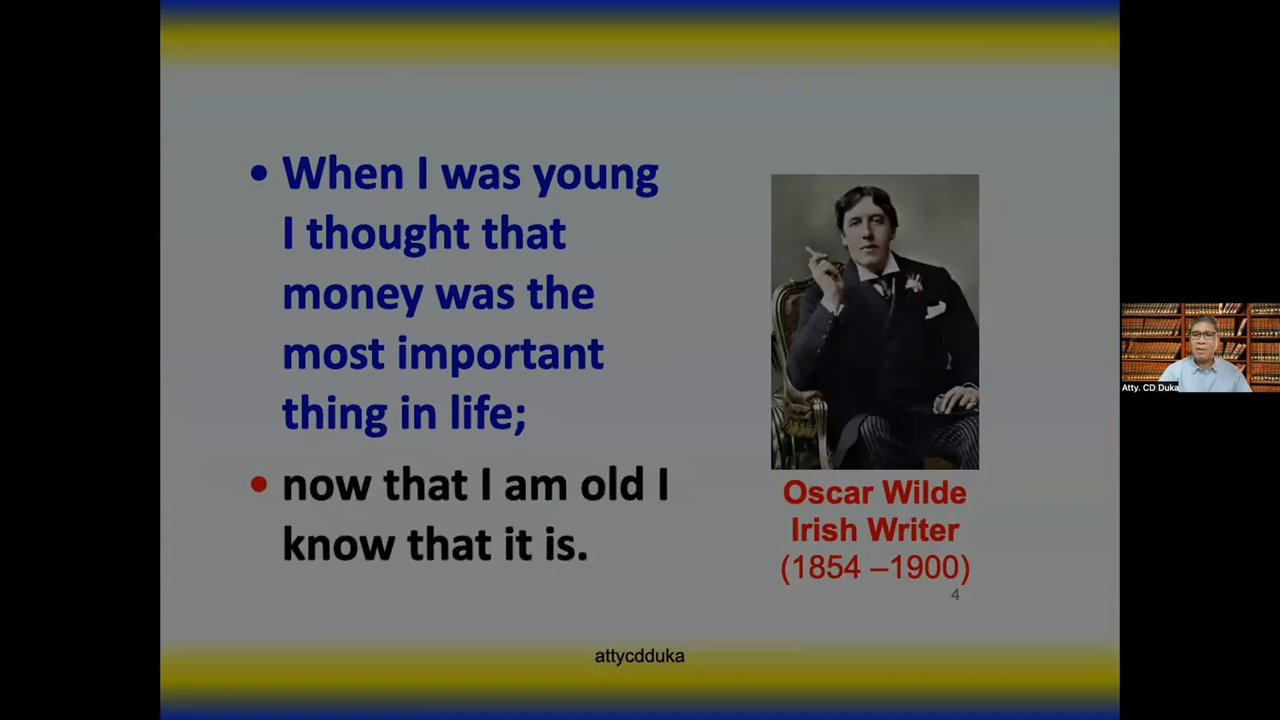 • When I was young
I thought that
money was the
most important
thing in life;
• now that I am old I
know that it is.
Oscar Wilde
Irish Writer
(1854 –1900)
4
attycdduka
Atty. CD Duka